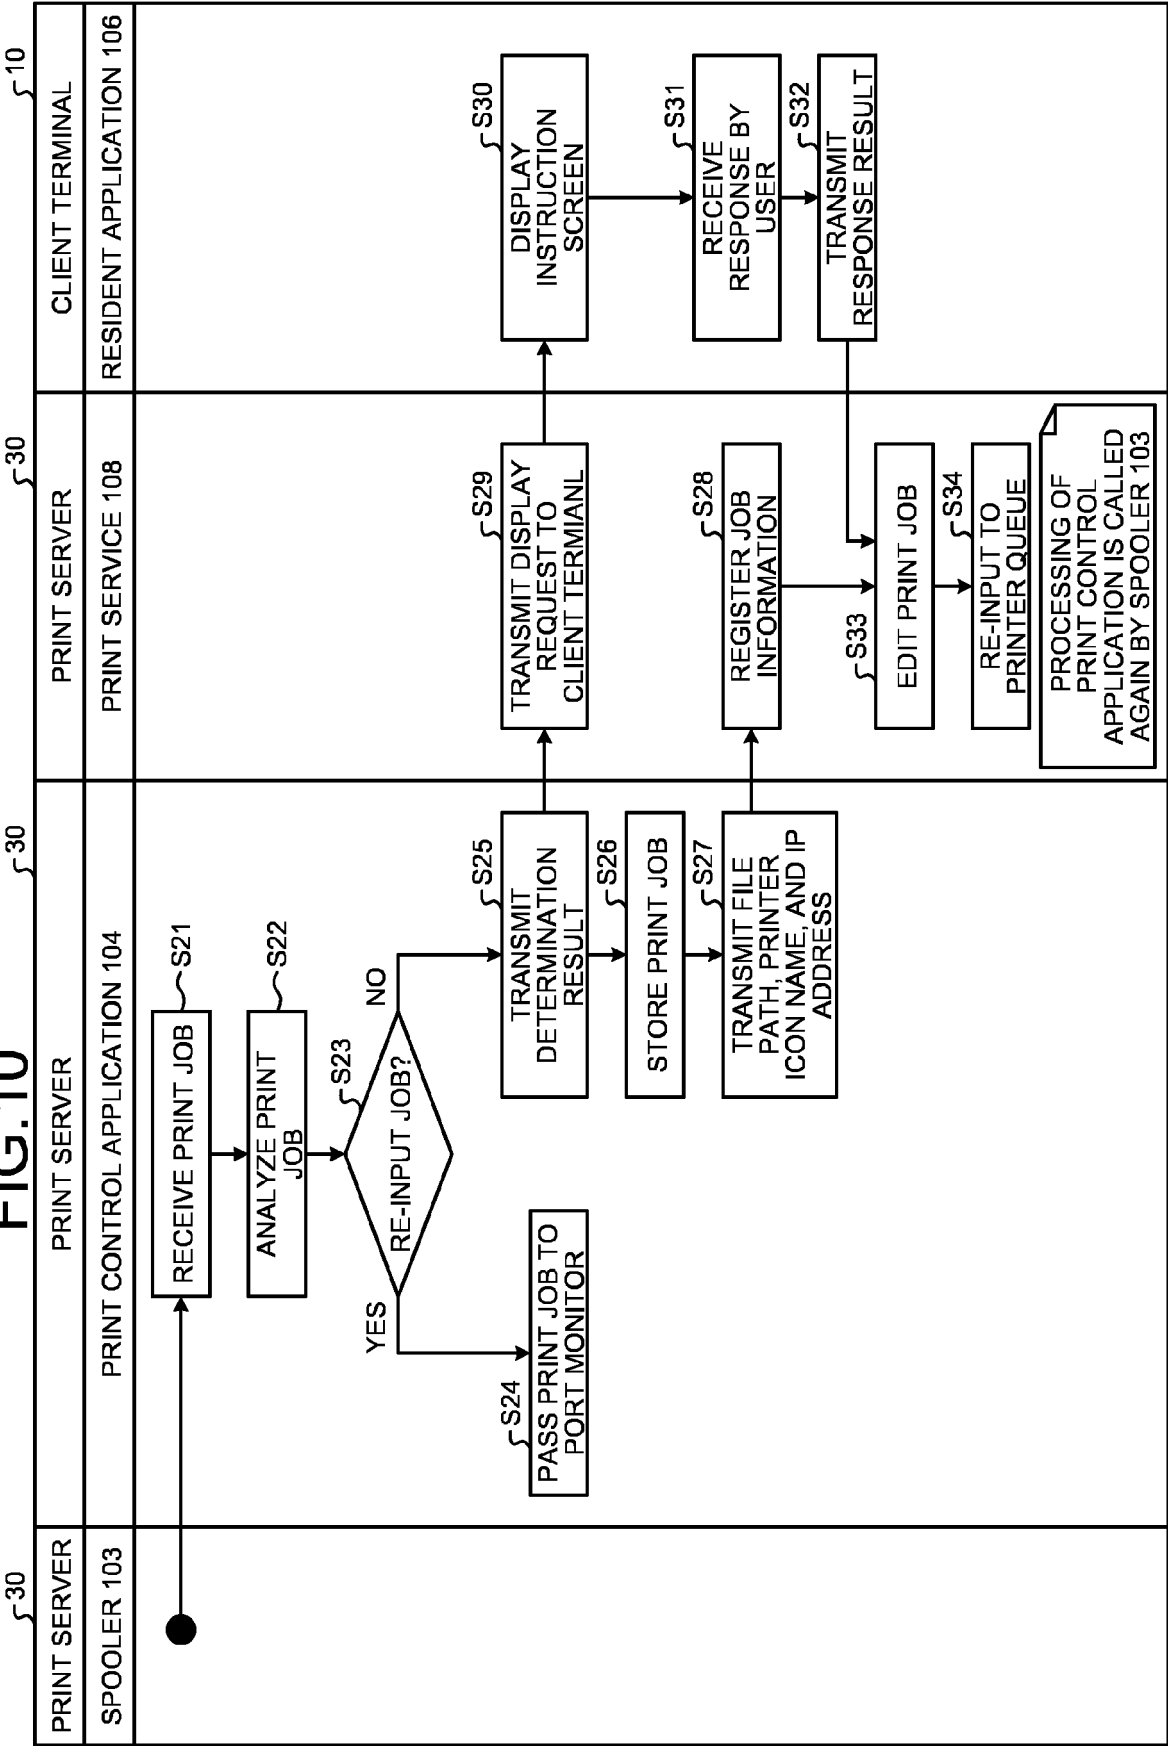 FIG.10
30
30
30
10
PRINT SERVER
PRINT SERVER
PRINT SERVER
CLIENT TERMINAL
SPOOLER 103
PRINT CONTROL APPLICATION 104
PRINT SERVICE 108
RESIDENT APPLICATION 106
S21
RECEIVE PRINT JOB
S22
ANALYZE PRINT
JOB
S23
RE-INPUT JOB?
YES
NO
S24
PASS PRINT JOB TO
PORT MONITOR
S25
TRANSMIT
DETERMINATION
RESULT
S29
TRANSMIT DISPLAY
REQUEST TO
CLIENT TERMIANL
S30
DISPLAY
INSTRUCTION
SCREEN
S26
STORE PRINT JOB
S27
TRANSMIT FILE
PATH, PRINTER
ICON NAME, AND IP
ADDRESS
S28
REGISTER JOB
INFORMATION
S31
RECEIVE
RESPONSE BY
USER
S32
TRANSMIT
RESPONSE RESULT
S33
EDIT PRINT JOB
S34
RE-INPUT TO
PRINTER QUEUE
PROCESSING OF
PRINT CONTROL
APPLICATION IS CALLED
AGAIN BY SPOOLER 103